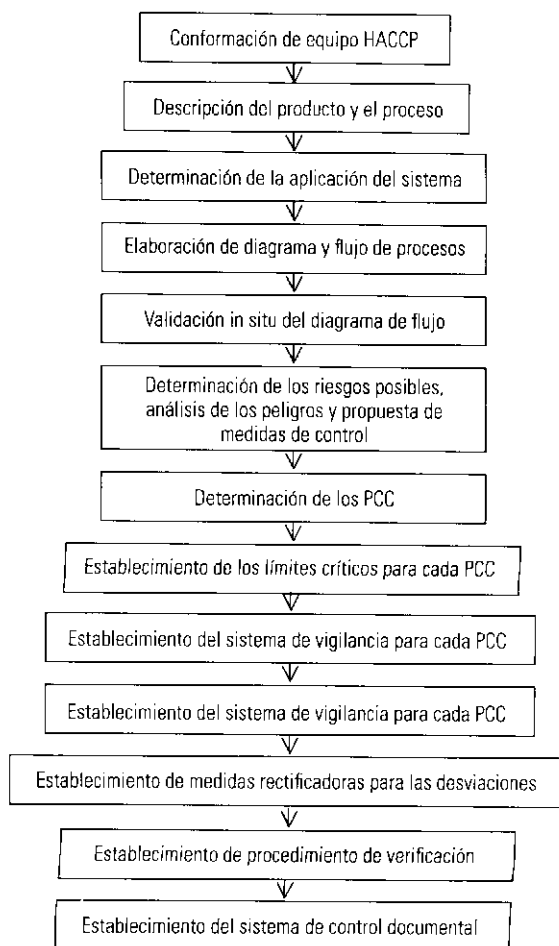 Conformación de equipo HACCP
Descripción del producto y el proceso
Determinación de la aplicación del sistema
Elaboración de diagrama y flujo de procesos
Validación in situ del diagrama de flujo
Determinación de los riesgos posibles,
análisis de los peligros y propuesta de
medidas de control
Determinación de los PCC
Establecimiento de los límites críticos para cada PCC
Establecimiento del sistema de vigilancia para cada PCC
Establecimiento del sistema de vigilancia para cada PCC
Establecimiento de medidas rectificadoras para las desviaciones
Establecimiento de procedimiento de verificación
Establecimiento del sistema de control documental